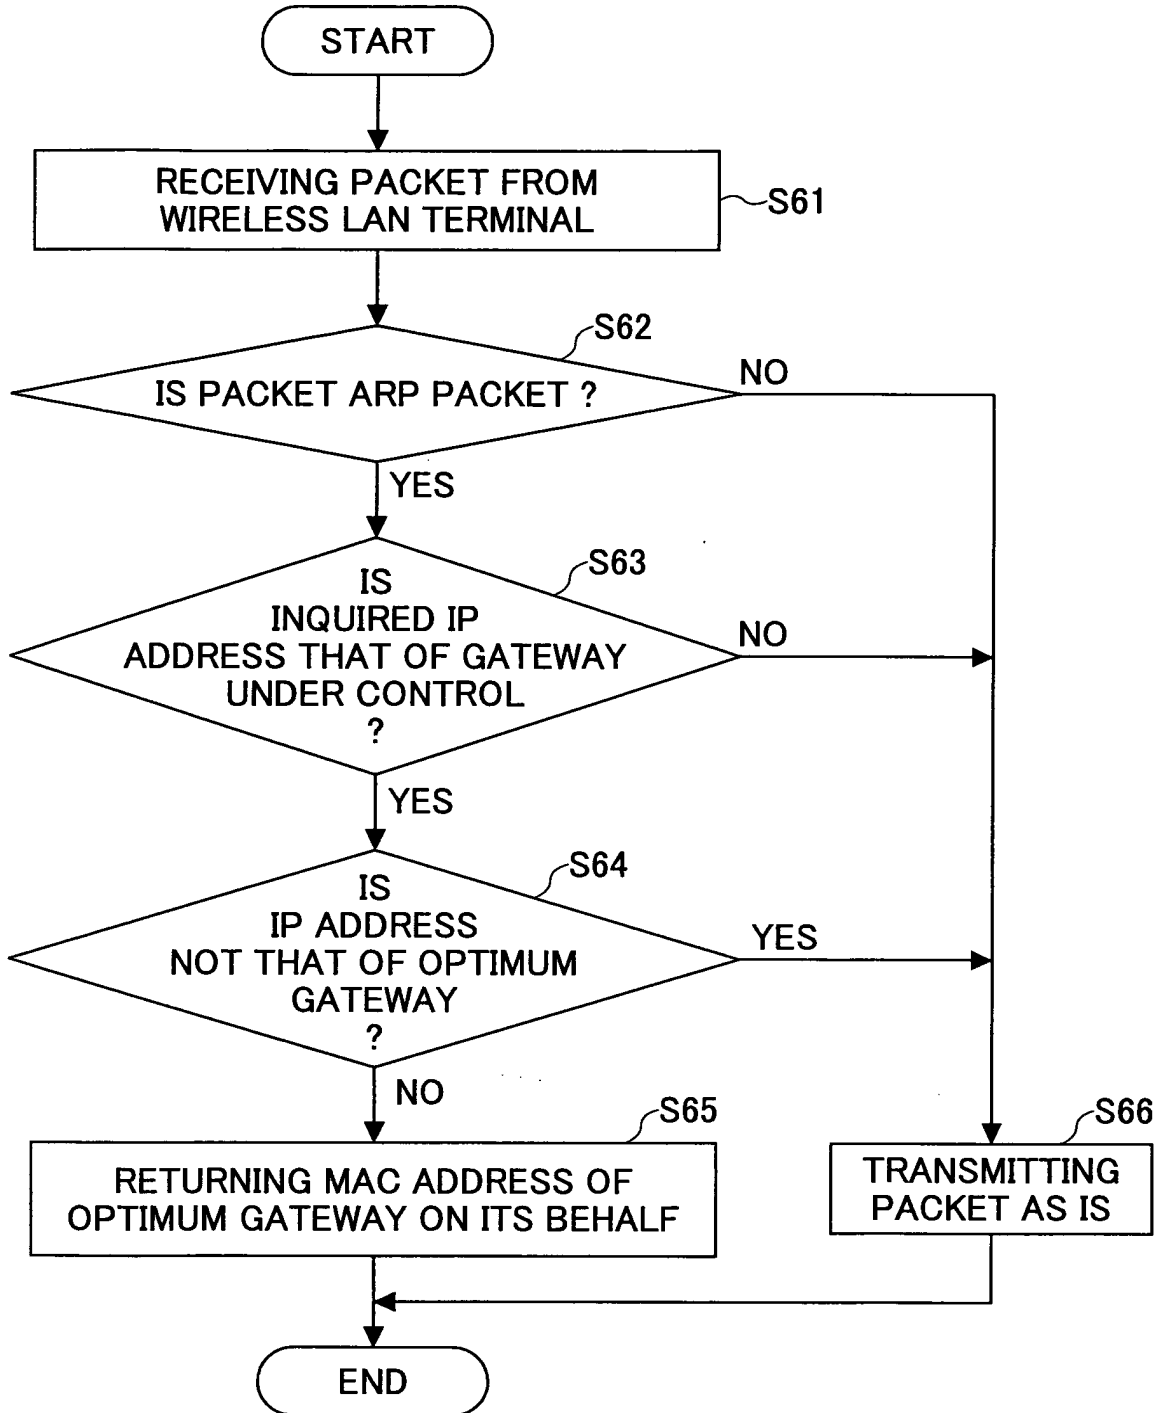 START
RECEIVING PACKET FROM
WIRELESS LAN TERMINAL
S61
S62
IS PACKET ARP PACKET ?
NO
YES
S63
IS
INQUIRED IP
ADDRESS THAT OF GATEWAY
UNDER CONTROL
?
NO
YES
S64
IS
IP ADDRESS
NOT THAT OF OPTIMUM
GATEWAY
?
YES
NO
S65
RETURNING MAC ADDRESS OF
OPTIMUM GATEWAY ON ITS BEHALF
S66
TRANSMITTING
PACKET AS IS
END